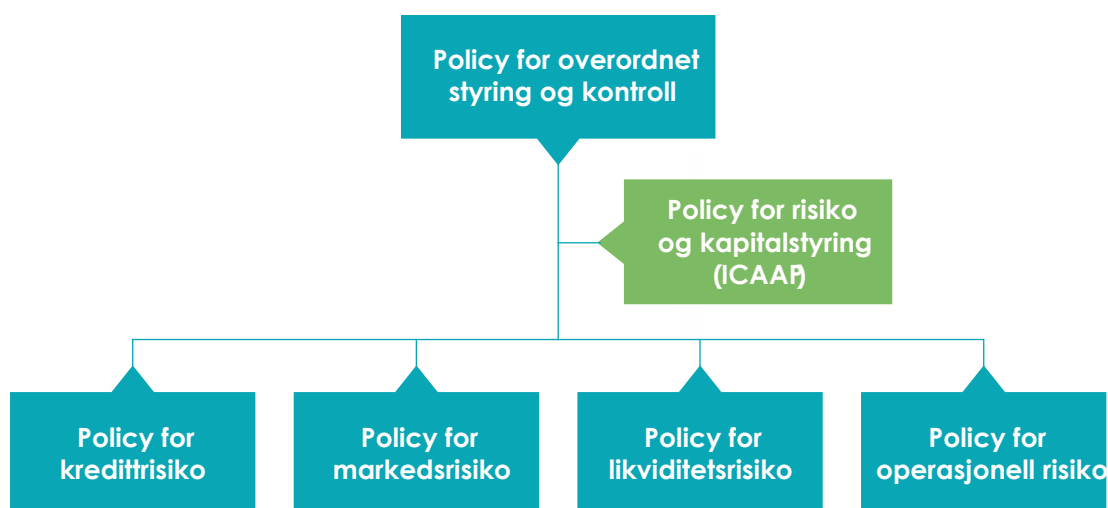 Policy for overordnet
styring og kontroll
Policy for risiko
og kapitalstyring
(ICAAP)
Policy for
kredittrisiko
Policy for
markedsrisiko
Policy for
likviditetsrisiko
Policy for
operasjonell risiko